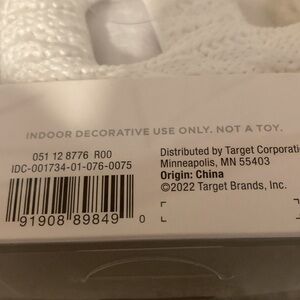 INDOOR DECORATIVE USE ONLY. NOT A TOY.
051 12 8776 R00
IDC-001734-01-076-0075
91908 89849 0
Distributed by Target Corporati
Minneapolis, MN 55403
Origin: China
©2022 Target Brands, Inc.